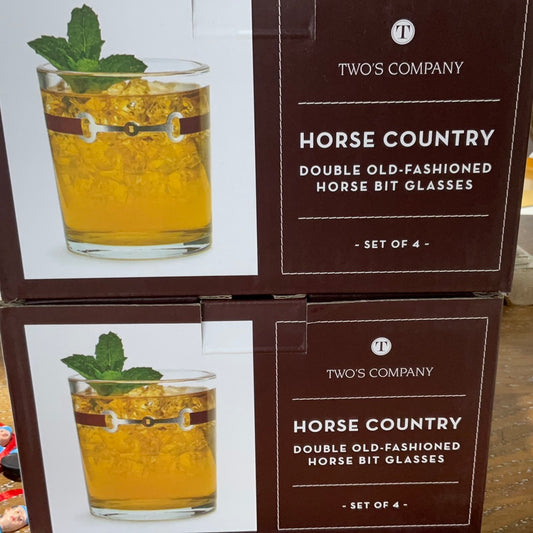 T
TWO'S COMPANY
HORSE COUNTRY
DOUBLE OLD-FASHIONED
HORSE BIT GLASSES
- SET OF 4 -
T
TWO'S COMPANY
HORSE COUNTRY
DOUBLE OLD-FASHIONED
HORSE BIT GLASSES
- SET OF 4 -